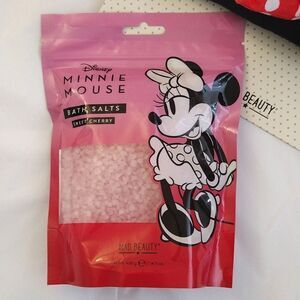 Disney
MINNIE
MOUSE
BATH SALTS
SWEET CHERRY
MAD BEAUTY
BEAUTY